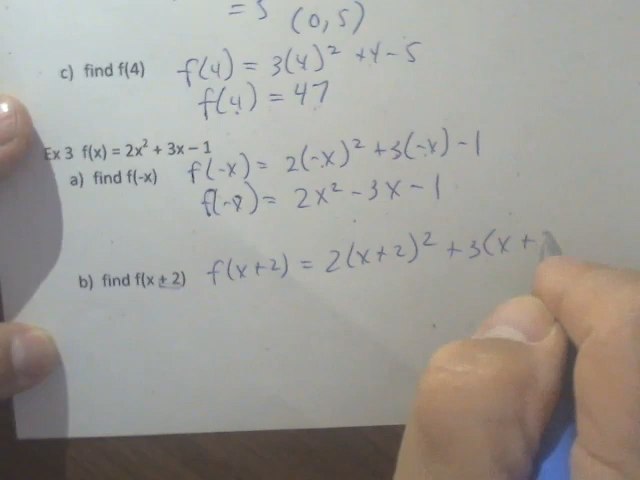 = 5 (0,5)
c) find f(4) f(4) = 3(4)² + 4 - 5
f(4) = 47
Ex 3 f(x) = 2x² + 3x – 1
a) find f(-x) f(-x) = 2(-x)² + 3(-x) - 1
f(-x) = 2x² - 3x - 1
b) find f(x + 2) f(x+2) = 2(x+2)² + 3(x +